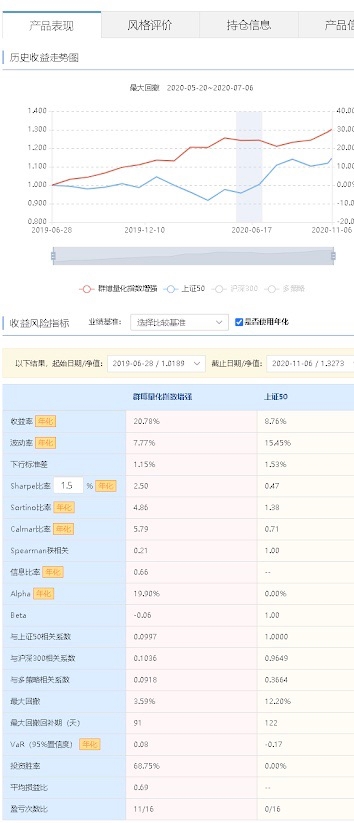 产品表现 风格评价 持仓信息 产品信
历史收益走势图
最大回撤 2020-05-20~2020-07-06
1.400 40.00
1.300 30.00
1.200 20.00
1.100 10.00
1.000 0.00%
0.900 -10.0
0.800 -20.0
2019-06-28 2019-12-10 2020-06-17 2020-11-06
群博量化指数增强 上证50 沪深300 多策略
收益风险指标 业绩基准: 选择比较基准 是否使用年化
以下结果, 起始日期/净值: 2019-06-28 / 1.0189 截止日期/净值: 2020-11-06 / 1.3273
群博量化指数增强 上证50
收益率 年化 20.78% 8.76%
波动率 年化 7.77% 15.45%
下行标准差 1.15% 1.53%
Sharpe比率 1.5 % 年化 2.50 0.47
Sortino比率 年化 4.86 1.38
Calmar比率 年化 5.79 0.71
Spearman秩相关 0.21 1.00
信息比率 年化 0.66 --
Alpha 年化 19.90% 0.00%
Beta -0.06 1.00
与上证50相关系数 0.0997 1.0000
与沪深300相关系数 0.1036 0.9649
与多策略相关系数 0.0918 0.3664
最大回撤 3.59% 12.20%
最大回撤回补期（天） 91 122
VaR（95%置信度） 年化 0.08 -0.17
投资胜率 68.75% 0.00%
平均损益比 0.69 --
盈亏次数比 11/16 0/16